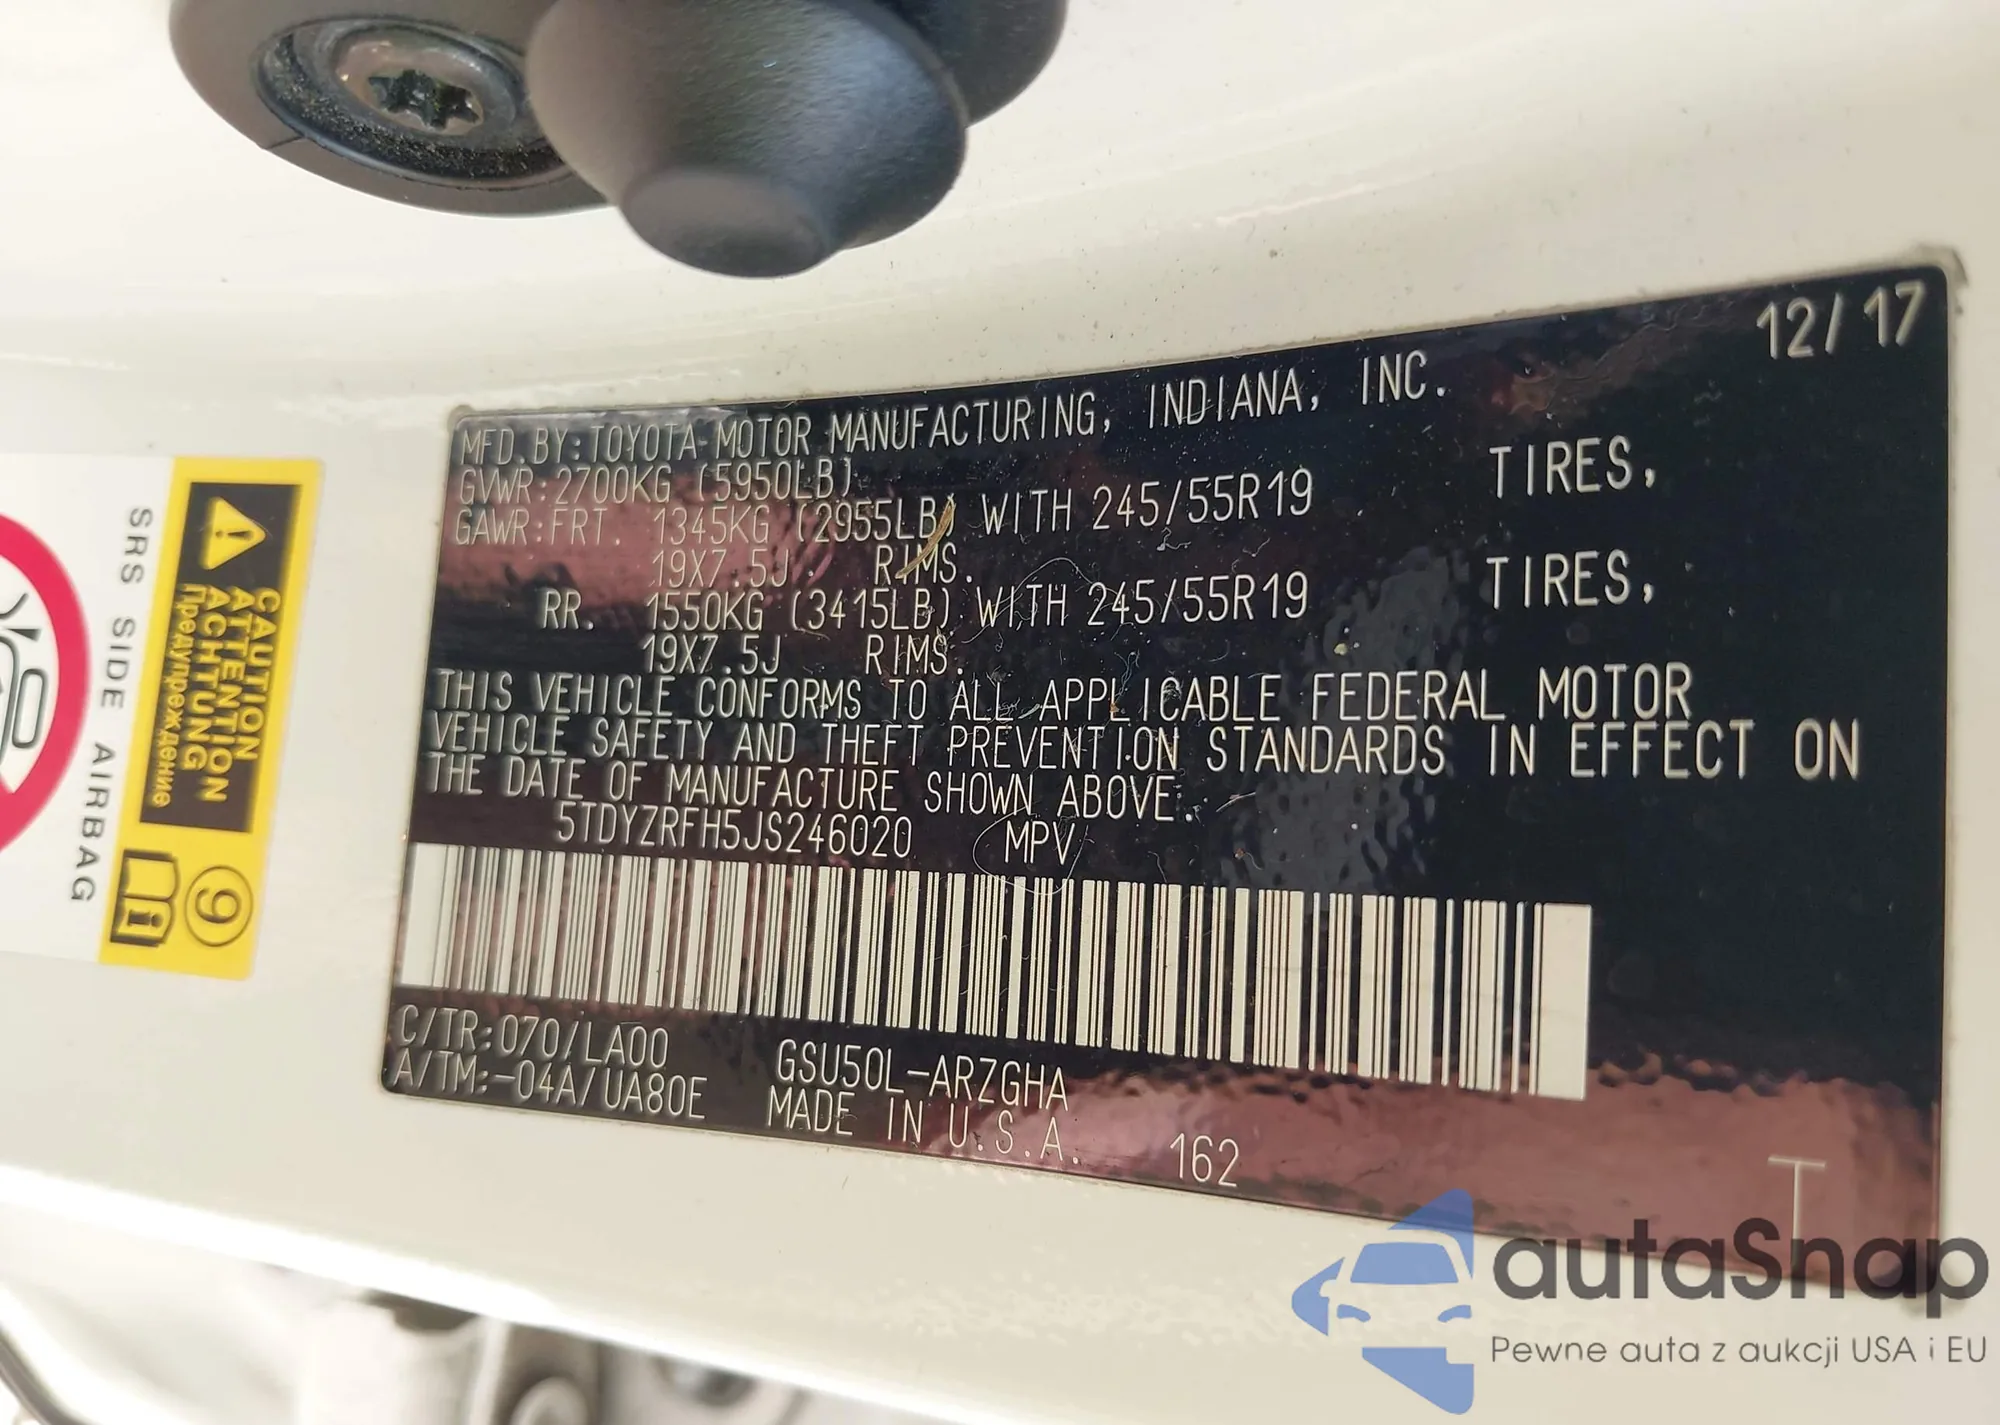 12/17
MFD.BY:TOYOTA MOTOR MANUFACTURING, INDIANA, INC.
GVWR:2700KG (5950LB)
GAWR:FRT. 1345KG (2955LB) WITH 245/55R19 TIRES,
19X7.5J RIMS.
RR. 1550KG (3415LB) WITH 245/55R19 TIRES,
19X7.5J RIMS.
THIS VEHICLE CONFORMS TO ALL APPLICABLE FEDERAL MOTOR
VEHICLE SAFETY AND THEFT PREVENTION STANDARDS IN EFFECT ON
THE DATE OF MANUFACTURE SHOWN ABOVE.
5TDYZRFH5JS246020 MPV
C/TR:070/LA00 GSU50L-ARZGHA
A/TM:-04A/UA80E MADE IN U.S.A. 162
T
CAUTION
ATTENTION
ACHTUNG
Предупреждение
9
SRS SIDE AIRBAG
autaSnap
Pewne auta z aukcji USA i EU